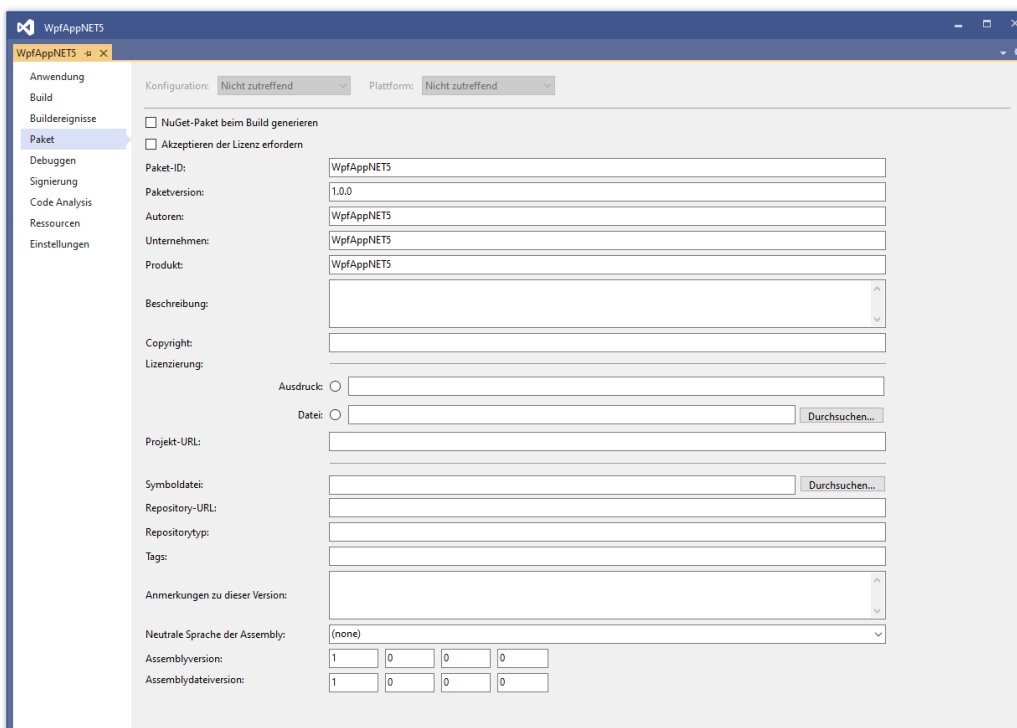 WpfAppNET5
WpfAppNET5
Anwendung
Build
Buildereignisse
Paket
Debuggen
Signierung
Code Analysis
Ressourcen
Einstellungen
Konfiguration: Nicht zutreffend Plattform: Nicht zutreffend
NuGet-Paket beim Build generieren
Akzeptieren der Lizenz erfordern
Paket-ID: WpfAppNET5
Paketversion: 1.0.0
Autoren: WpfAppNET5
Unternehmen: WpfAppNET5
Produkt: WpfAppNET5
Beschreibung:
Copyright:
Lizenzierung:
Ausdruck:
Datei: Durchsuchen...
Projekt-URL:
Symboldatei: Durchsuchen...
Repository-URL:
Repositorytyp:
Tags:
Anmerkungen zu dieser Version:
Neutrale Sprache der Assembly: (none)
Assemblyversion: 1 0 0 0
Assemblydateiversion: 1 0 0 0